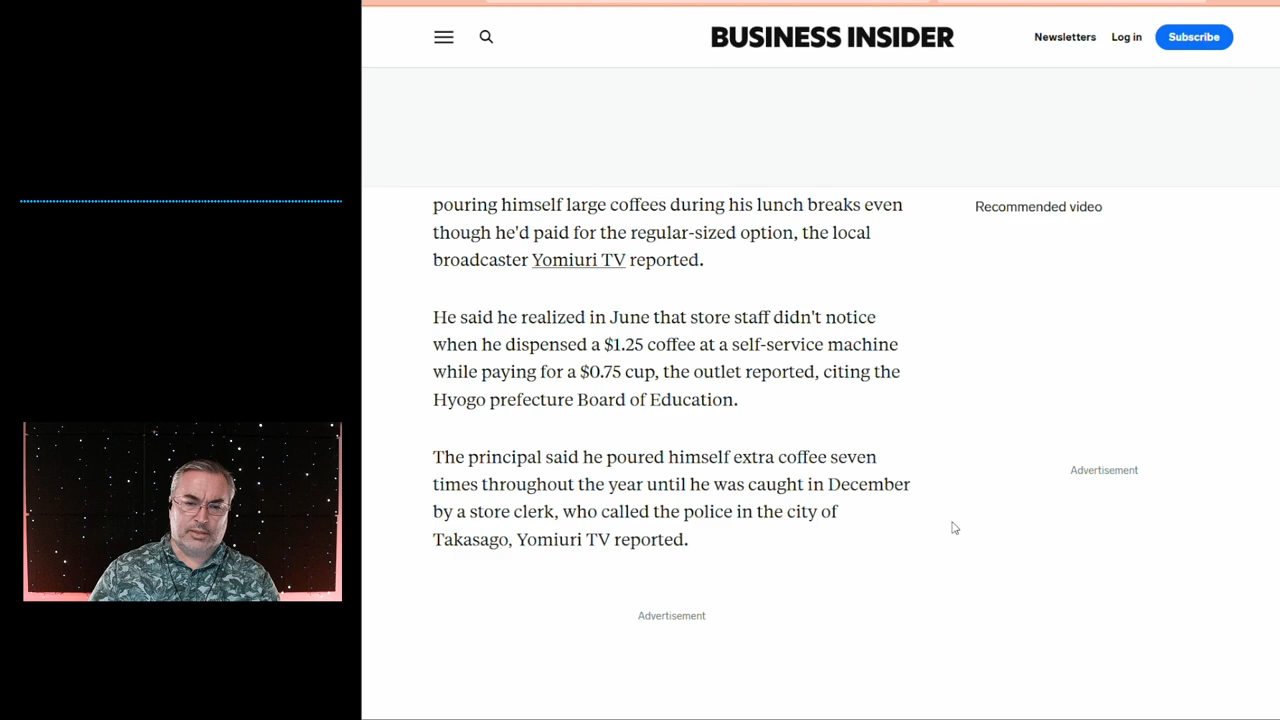 BUSINESS INSIDER
Newsletters
Log in
Subscribe
pouring himself large coffees during his lunch breaks even
though he'd paid for the regular-sized option, the local
broadcaster Yomiuri TV reported.
Recommended video
He said he realized in June that store staff didn't notice
when he dispensed a $1.25 coffee at a self-service machine
while paying for a $0.75 cup, the outlet reported, citing the
Hyogo prefecture Board of Education.
The principal said he poured himself extra coffee seven
times throughout the year until he was caught in December
by a store clerk, who called the police in the city of
Takasago, Yomiuri TV reported.
Advertisement
Advertisement